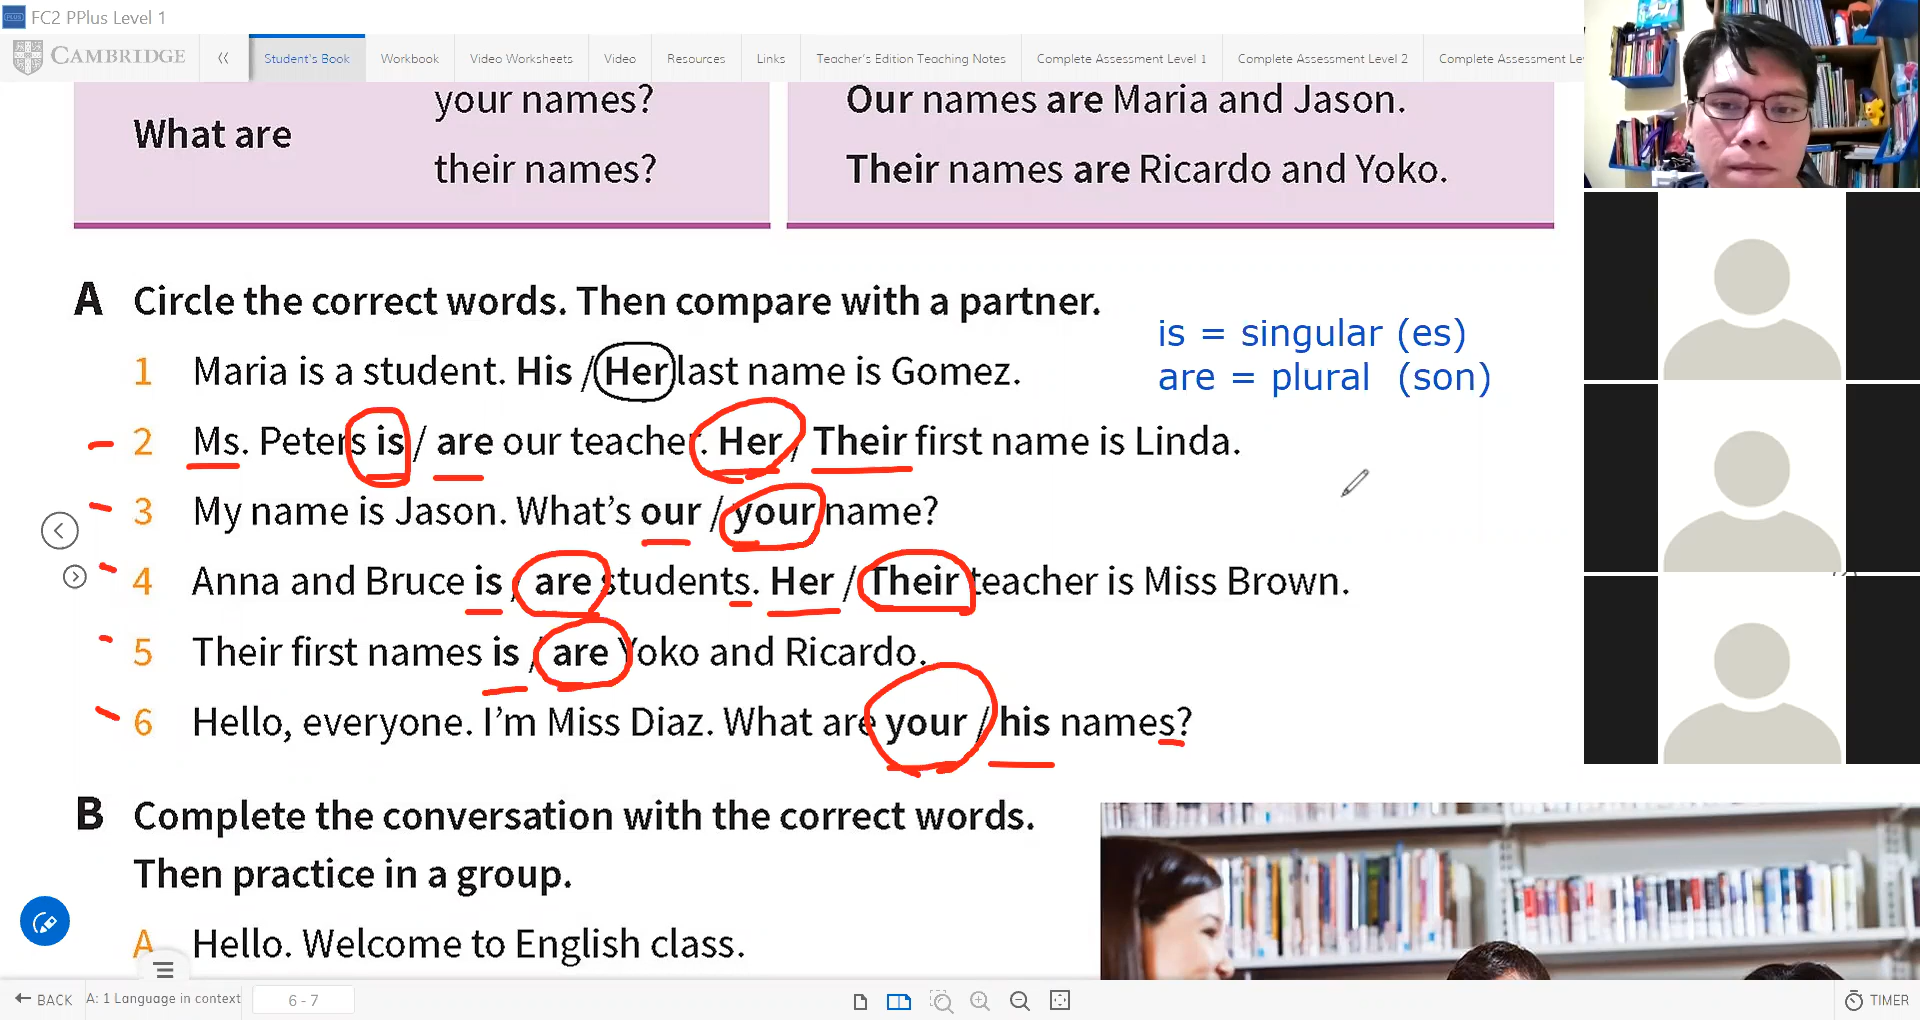 FC2 PPlus Level 1
CAMBRIDGE
Student's Book
Workbook
Video Worksheets
Video
Resources
Links
Teacher's Edition Teaching Notes
Complete Assessment Level 1
Complete Assessment Level 2
Complete Assessment Le
What are
your names?
their names?
Our names are Maria and Jason.
Their names are Ricardo and Yoko.
A Circle the correct words. Then compare with a partner.
is = singular (es)
are = plural (son)
1 Maria is a student. His / Her last name is Gomez.
2 Ms. Peters is / are our teacher. Her / Their first name is Linda.
3 My name is Jason. What's our / your name?
4 Anna and Bruce is / are students. Her / Their teacher is Miss Brown.
5 Their first names is / are Yoko and Ricardo.
6 Hello, everyone. I'm Miss Diaz. What are your / his names?
B Complete the conversation with the correct words.
Then practice in a group.
A Hello. Welcome to English class.
BACK
A: 1 Language in context
6 - 7
TIMER